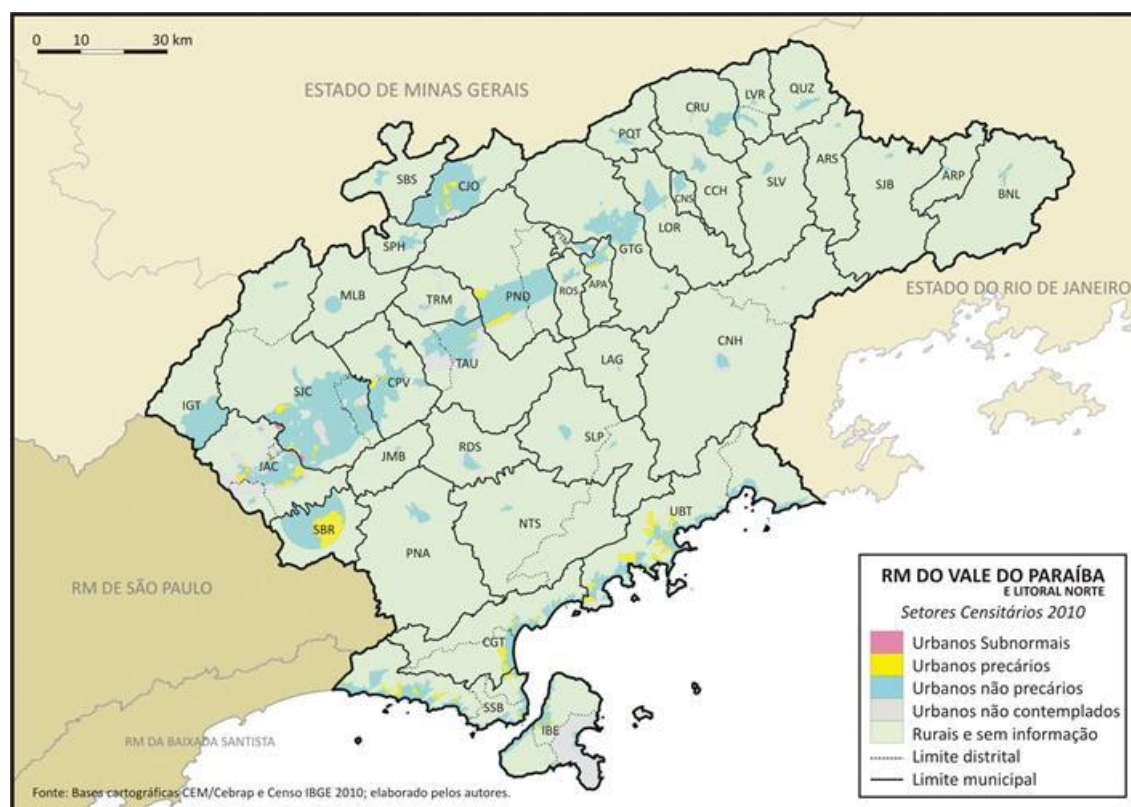 0 10 30 km
ESTADO DE MINAS GERAIS
LVR
QUZ
CRU
PQT
ARS
SBS
CJO
CNS
CCH
SLV
SJB
ARP
BNL
SPH
GTG
LOR
MLB
TRM
PND
ROS
APA
ESTADO DO RIO DE JANEIRO
CNH
TAU
LAG
SJC
CPV
IGT
SLP
JMB
RDS
JAC
UBT
SBR
NTS
PNA
RM DE SÃO PAULO
CGT
SSB
IBE
RM DA BAIXADA SANTISTA
RM DO VALE DO PARAÍBA
E LITORAL NORTE
Setores Censitários 2010
Urbanos Subnormais
Urbanos precários
Urbanos não precários
Urbanos não contemplados
Rurais e sem informação
Limite distrital
Limite municipal
Fonte: Bases cartográficas CEM/Cebrap e Censo IBGE 2010; elaborado pelos autores.